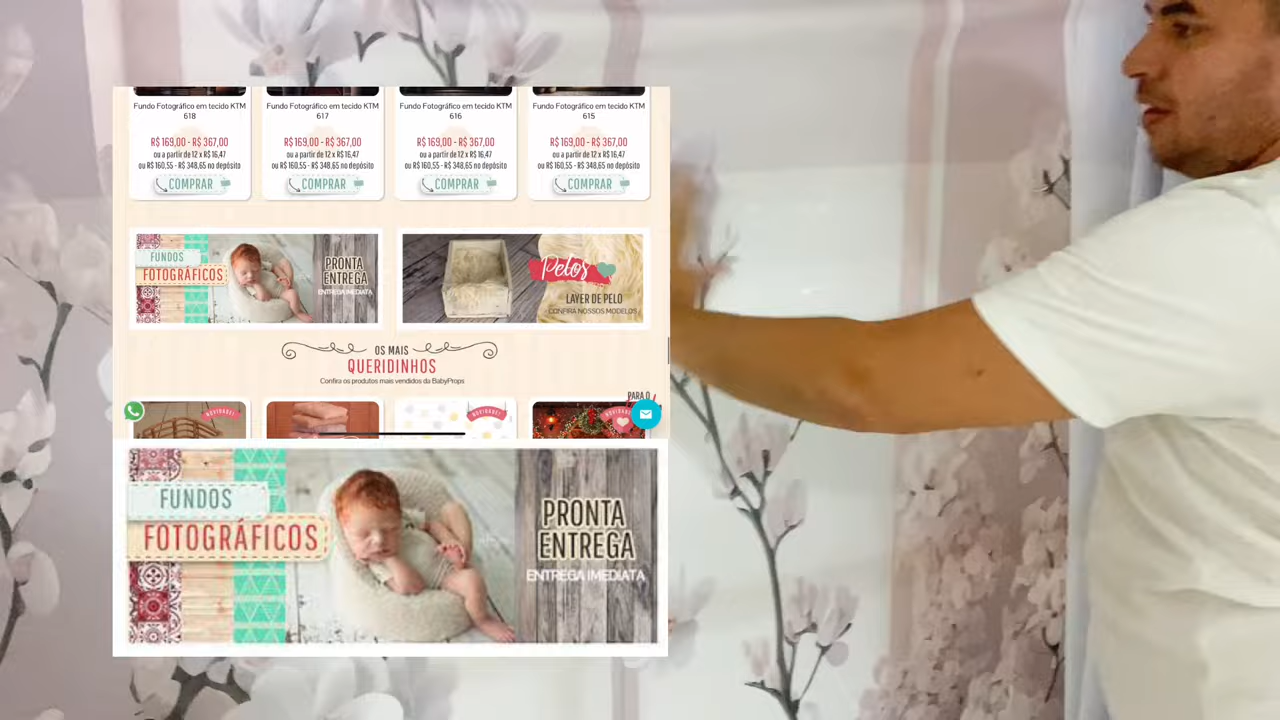 Fundo Fotográfico em tecido KTM
618
R$ 169,00 - R$ 367,00
ou a partir de 12 x R$ 16,47
ou R$ 160,55 - R$ 348,65 no depósito
COMPRAR
Fundo Fotográfico em tecido KTM
617
R$ 169,00 - R$ 367,00
ou a partir de 12 x R$ 16,47
ou R$ 160,55 - R$ 348,65 no depósito
COMPRAR
Fundo Fotográfico em tecido KTM
616
R$ 169,00 - R$ 367,00
ou a partir de 12 x R$ 16,47
ou R$ 160,55 - R$ 348,65 no depósito
COMPRAR
Fundo Fotográfico em tecido KTM
615
R$ 169,00 - R$ 367,00
ou a partir de 12 x R$ 16,47
ou R$ 160,55 - R$ 348,65 no depósito
COMPRAR
FUNDOS
FOTOGRÁFICOS
PRONTA
ENTREGA
ENTREGA IMEDIATA
Pelos
LAYER DE PELO
CONFIRA NOSSOS MODELOS
OS MAIS
QUERIDINHOS
Confira os produtos mais vendidos da BabyProps
PARA O
NOVIDADE!
NOVIDADE!
NOVIDADE!
FUNDOS
FOTOGRÁFICOS
PRONTA
ENTREGA
ENTREGA IMEDIATA